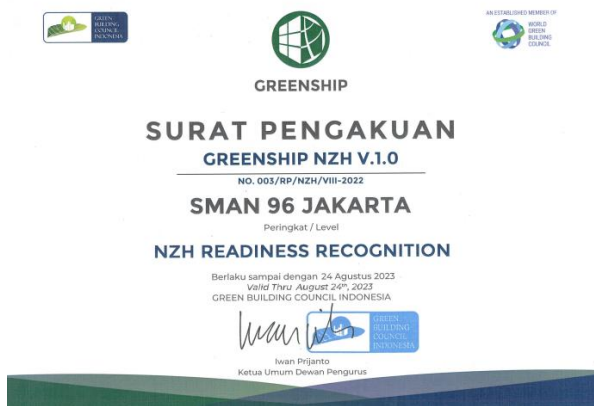 GREEN
BUILDING
COUNCIL
INDONESIA
AN ESTABLISHED MEMBER OF
WORLD
GREEN
BUILDING
COUNCIL
GREENSHIP
SURAT PENGAKUAN
GREENSHIP NZH V.1.0
NO. 003/RP/NZH/VIII-2022
SMAN 96 JAKARTA
Peringkat / Level
NZH READINESS RECOGNITION
Berlaku sampai dengan 24 Agustus 2023
Valid Thru August 24th, 2023
GREEN BUILDING COUNCIL INDONESIA
GREEN
BUILDING
COUNCIL
INDONESIA
Iwan Prijanto
Ketua Umum Dewan Pengurus